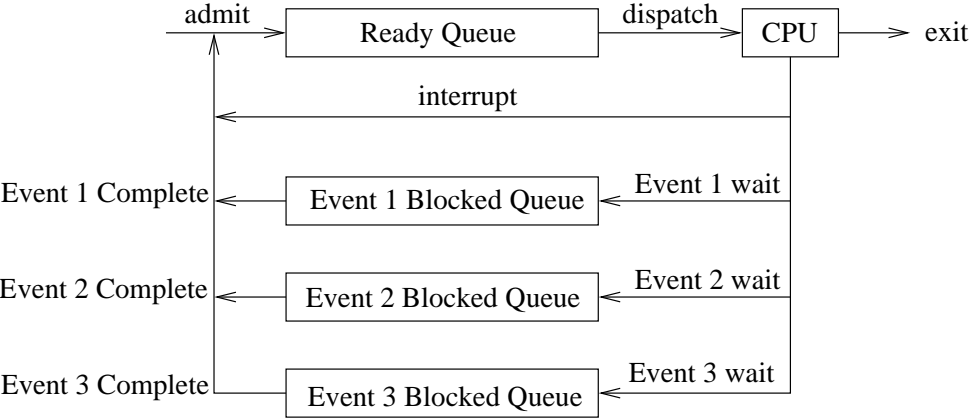 admit
dispatch
Ready Queue
CPU
exit
interrupt
Event 1 Complete
Event 1 Blocked Queue
Event 1 wait
Event 2 Complete
Event 2 Blocked Queue
Event 2 wait
Event 3 Complete
Event 3 Blocked Queue
Event 3 wait